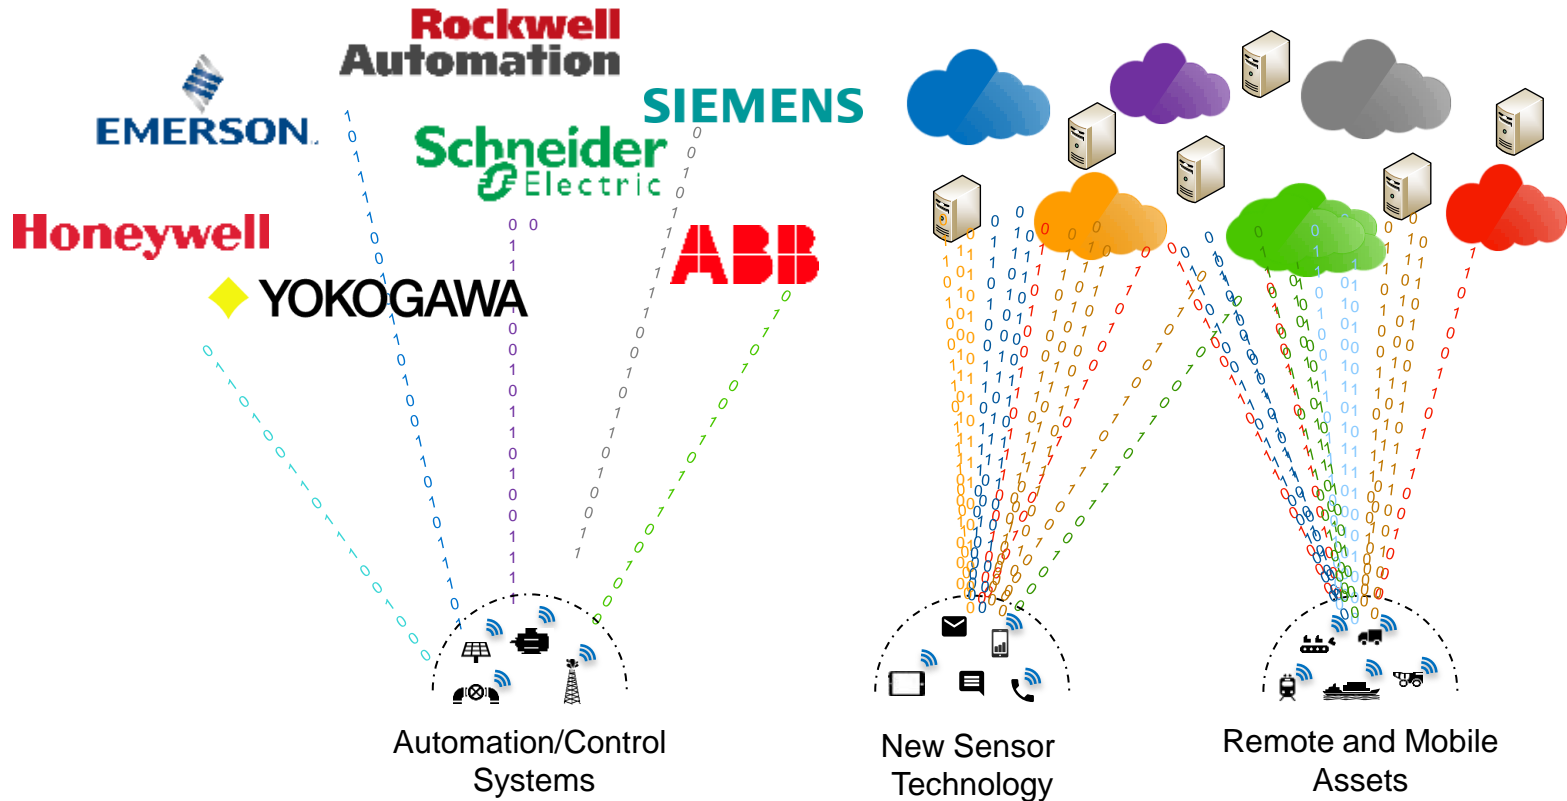 Rockwell
Automation
EMERSON.
SIEMENS
Schneider
Electric
Honeywell
ABB
YOKOGAWA
Automation/Control
Systems
New Sensor
Technology
Remote and Mobile
Assets